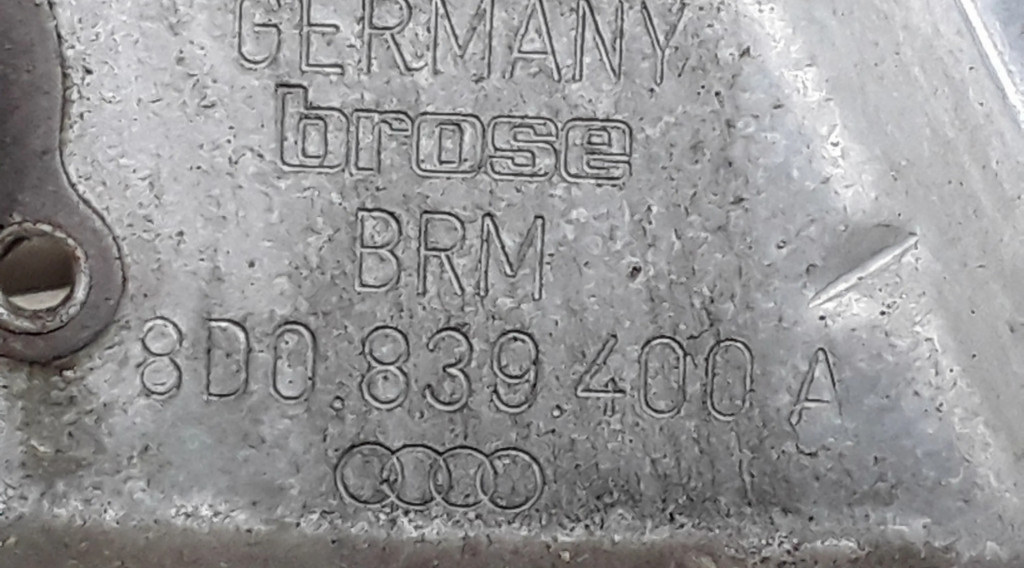 GERMANY
brose
BRM
8D0.839.400 A